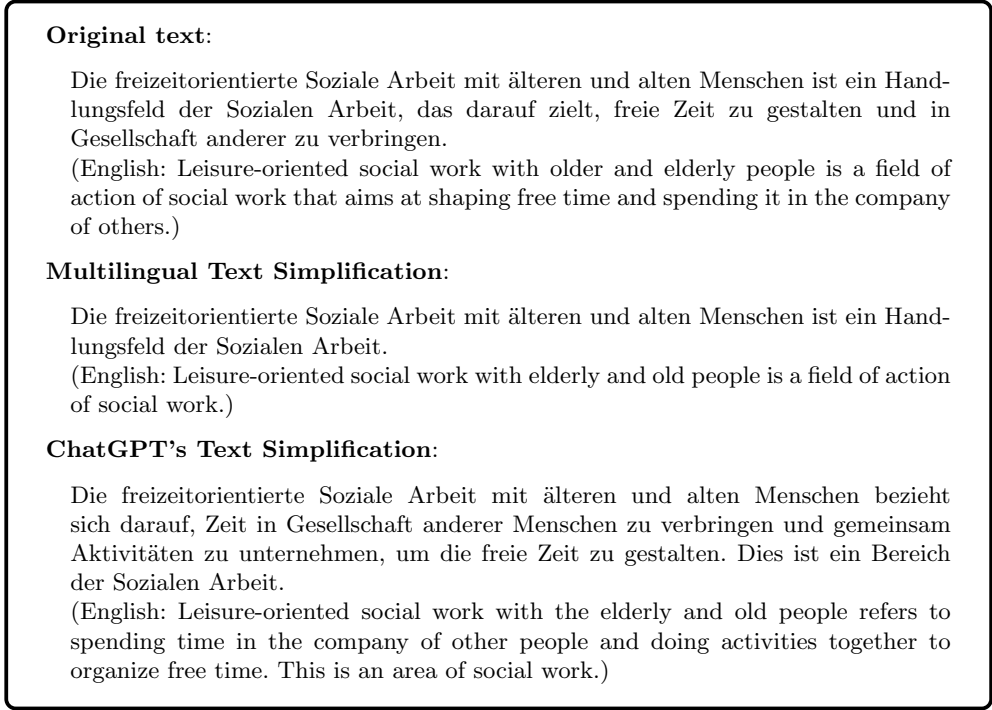 Original text:
Die freizeitorientierte Soziale Arbeit mit älteren und alten Menschen ist ein Hand-
lungsfeld der Sozialen Arbeit, das darauf zielt, freie Zeit zu gestalten und in
Gesellschaft anderer zu verbringen.
(English: Leisure-oriented social work with older and elderly people is a field of
action of social work that aims at shaping free time and spending it in the company
of others.)
Multilingual Text Simplification:
Die freizeitorientierte Soziale Arbeit mit älteren und alten Menschen ist ein Hand-
lungsfeld der Sozialen Arbeit.
(English: Leisure-oriented social work with elderly and old people is a field of action
of social work.)
ChatGPT's Text Simplification:
Die freizeitorientierte Soziale Arbeit mit älteren und alten Menschen bezieht
sich darauf, Zeit in Gesellschaft anderer Menschen zu verbringen und gemeinsam
Aktivitäten zu unternehmen, um die freie Zeit zu gestalten. Dies ist ein Bereich
der Sozialen Arbeit.
(English: Leisure-oriented social work with the elderly and old people refers to
spending time in the company of other people and doing activities together to
organize free time. This is an area of social work.)